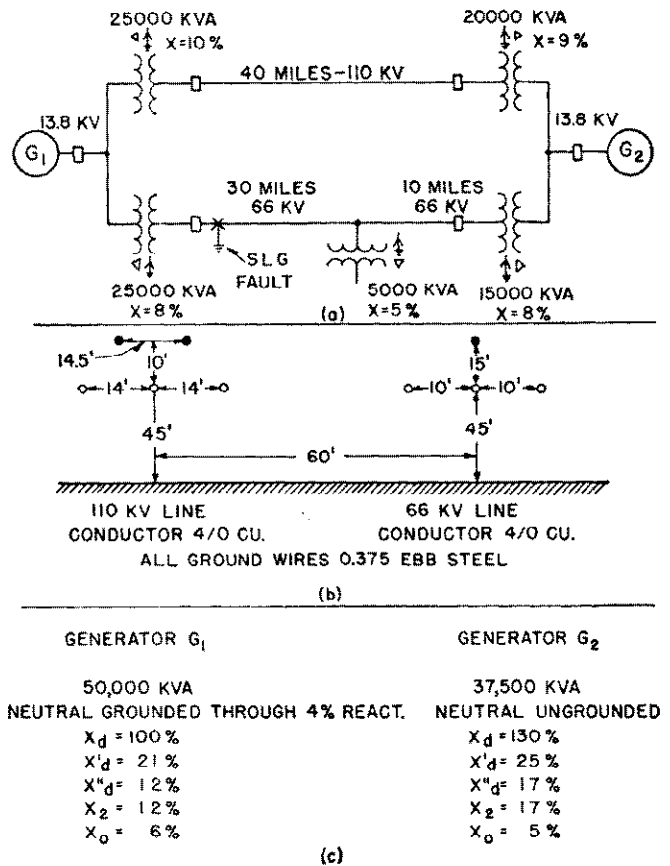 25000 KVA
X=10%
20000 KVA
X=9%
40 MILES-110 KV
13.8 KV
G1
13.8 KV
G2
30 MILES
66 KV
10 MILES
66 KV
S.L.G
FAULT
25000 KVA
X=8%
5000 KVA
X=5%
15000 KVA
X=8%
(a)
14.5'
10'
14'
14'
45'
15'
10'
10'
45'
60'
110 KV LINE
CONDUCTOR 4/0 CU.
66 KV LINE
CONDUCTOR 4/0 CU.
ALL GROUND WIRES 0.375 EBB STEEL
(b)
GENERATOR G1
50,000 KVA
NEUTRAL GROUNDED THROUGH 4% REACT.
Xd = 100%
X'd = 21%
X"d = 12%
X2 = 12%
X0 = 6%
GENERATOR G2
37,500 KVA
NEUTRAL UNGROUNDED
Xd = 130%
X'd = 25%
X"d = 17%
X2 = 17%
X0 = 5%
(c)